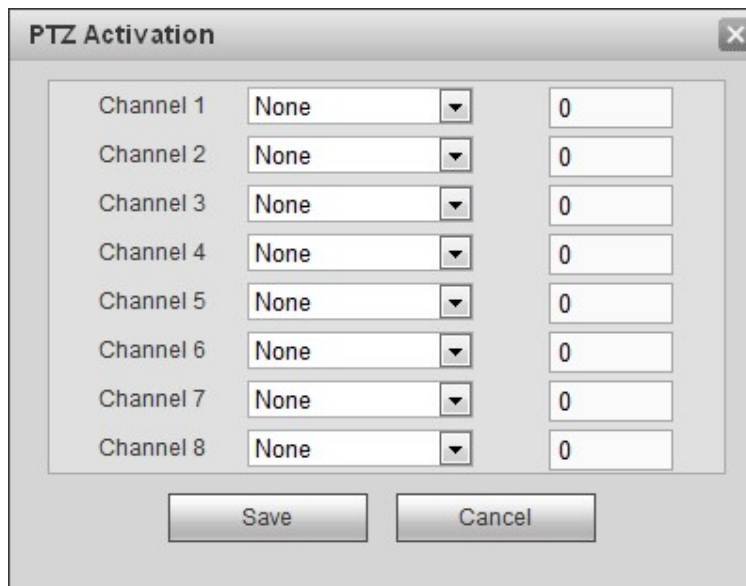 PTZ Activation
Channel 1 None 0
Channel 2 None 0
Channel 3 None 0
Channel 4 None 0
Channel 5 None 0
Channel 6 None 0
Channel 7 None 0
Channel 8 None 0
Save Cancel